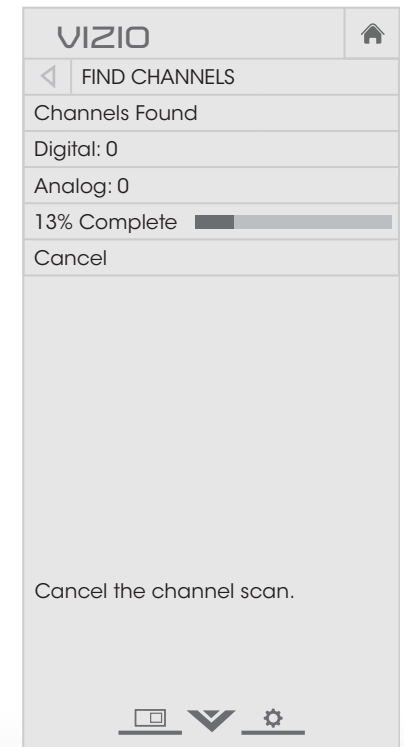 VIZIO
FIND CHANNELS
Channels Found
Digital: 0
Analog: 0
13% Complete
Cancel
Cancel the channel scan.